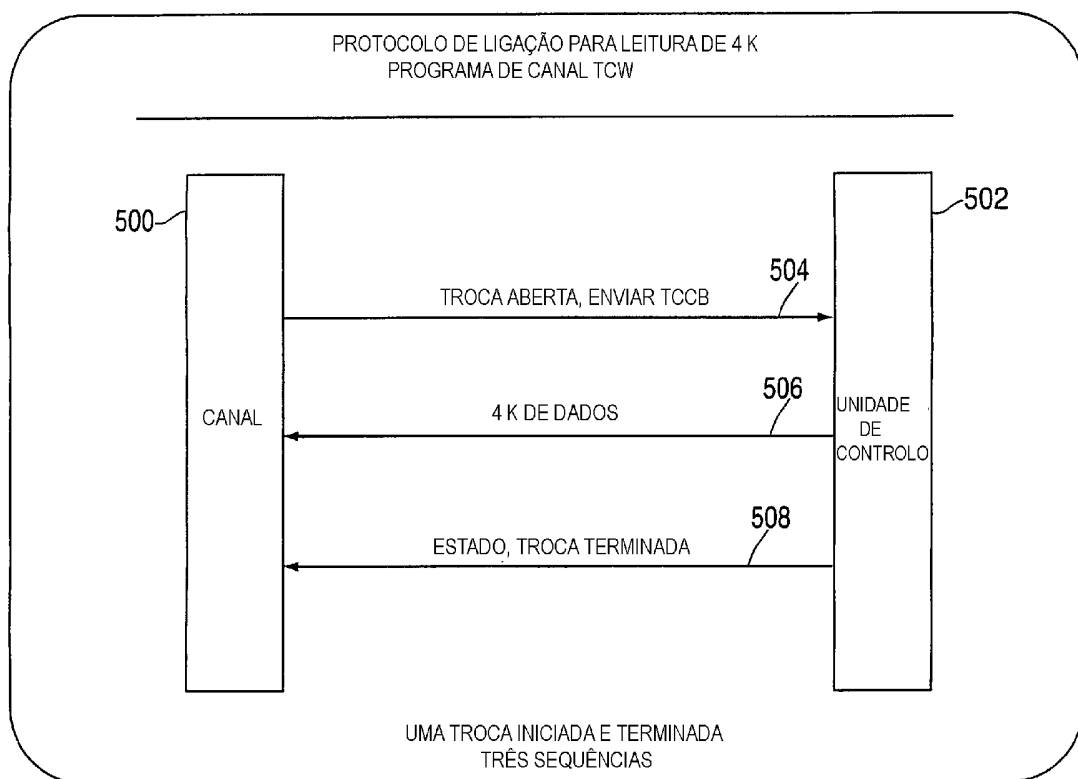 PROTOCOLO DE LIGAÇÃO PARA LEITURA DE 4 K
PROGRAMA DE CANAL TCW
500
502
504
TROCA ABERTA, ENVIAR TCCB
506
4 K DE DADOS
CANAL
UNIDADE
DE
CONTROLO
508
ESTADO, TROCA TERMINADA
UMA TROCA INICIADA E TERMINADA
TRÊS SEQUÊNCIAS